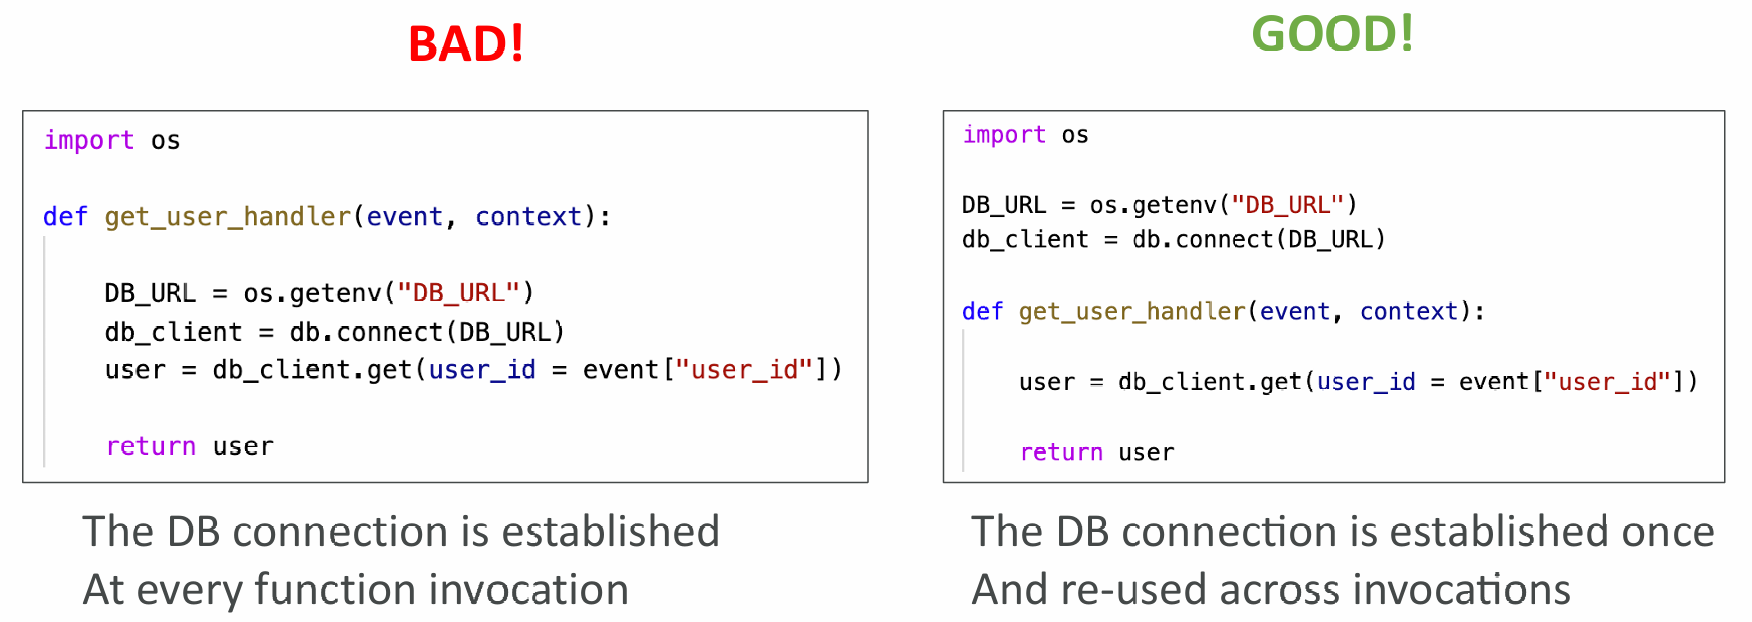 BAD!
import os
def get_user_handler(event, context):
DB_URL = os.getenv("DB_URL")
db_client = db.connect(DB_URL)
user = db_client.get(user_id = event["user_id"])
return user
The DB connection is established
At every function invocation
GOOD!
import os
DB_URL = os.getenv("DB_URL")
db_client = db.connect(DB_URL)
def get_user_handler(event, context):
user = db_client.get(user_id = event["user_id"])
return user
The DB connection is established once
And re-used across invocations